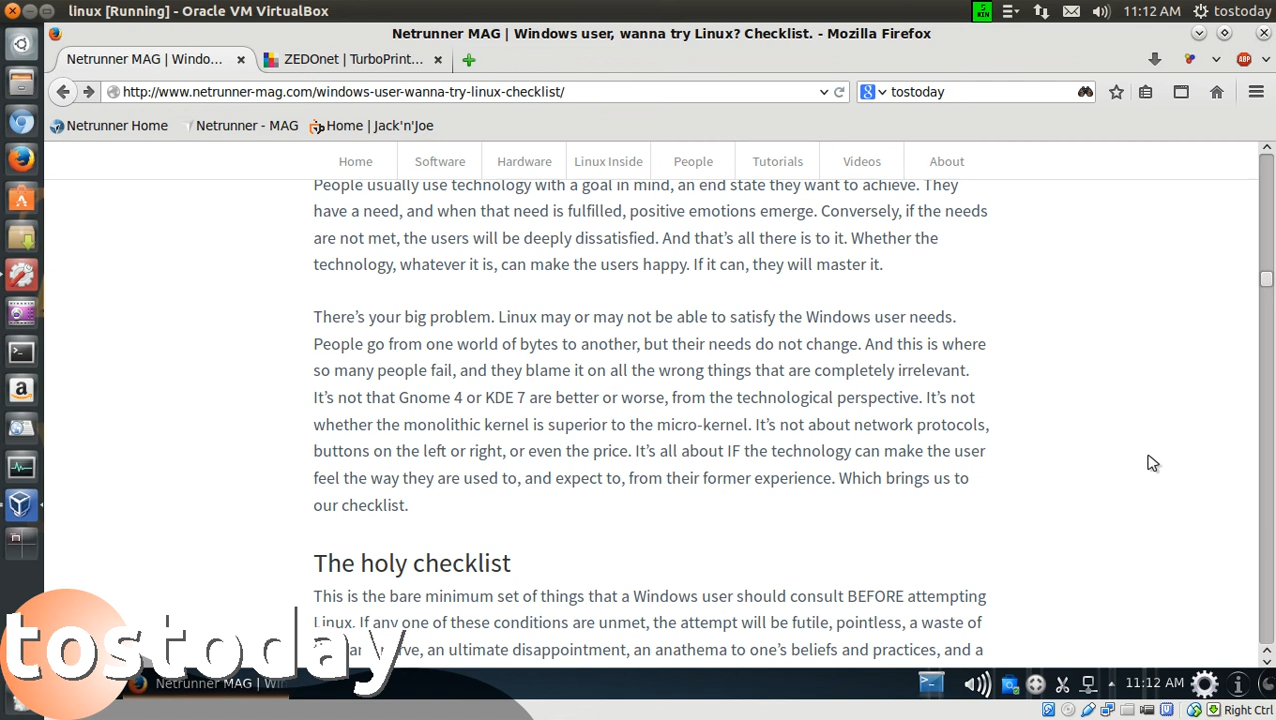 linux [Running] - Oracle VM VirtualBox
5 MIN
11:12 AM
tostoday
Netrunner MAG | Windows user, wanna try Linux? Checklist. - Mozilla Firefox
Netrunner MAG | Windo...
ZEDOnet | TurboPrint...
http://www.netrunner-mag.com/windows-user-wanna-try-linux-checklist/
8
tostoday
ABP
Netrunner Home
Netrunner - MAG
Home | Jack'n'Joe
Home
Software
Hardware
Linux Inside
People
Tutorials
Videos
About
People usually use technology with a goal in mind, an end state they want to achieve. They
have a need, and when that need is fulfilled, positive emotions emerge. Conversely, if the needs
are not met, the users will be deeply dissatisfied. And that's all there is to it. Whether the
technology, whatever it is, can make the users happy. If it can, they will master it.
There's your big problem. Linux may or may not be able to satisfy the Windows user needs.
People go from one world of bytes to another, but their needs do not change. And this is where
so many people fail, and they blame it on all the wrong things that are completely irrelevant.
It's not that Gnome 4 or KDE 7 are better or worse, from the technological perspective. It's not
whether the monolithic kernel is superior to the micro-kernel. It's not about network protocols,
buttons on the left or right, or even the price. It's all about IF the technology can make the user
feel the way they are used to, and expect to, from their former experience. Which brings us to
our checklist.
The holy checklist
This is the bare minimum set of things that a Windows user should consult BEFORE attempting
Linux. If any one of these conditions are unmet, the attempt will be futile, pointless, a waste of
an ultimate disappointment, an anathema to one's beliefs and practices, and a
tostoday
Netrunner MAG | Wi
11:12 AM
Right Ctrl